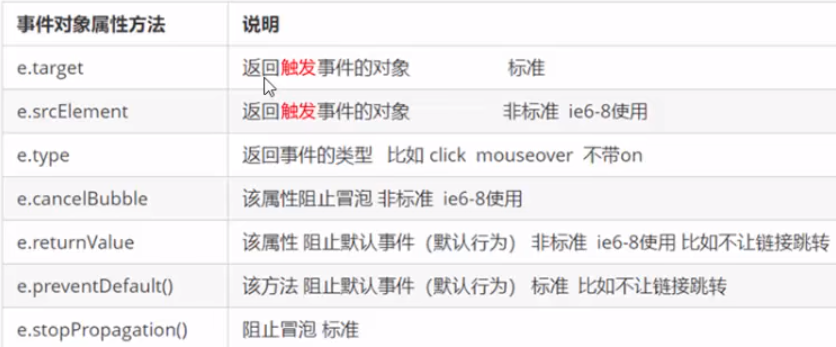 事件对象属性方法 说明
e.target 返回触发事件的对象 标准
e.srcElement 返回触发事件的对象 非标准 ie6-8使用
e.type 返回事件的类型 比如 click mouseover 不带on
e.cancelBubble 该属性阻止冒泡 非标准 ie6-8使用
e.returnValue 该属性 阻止默认事件（默认行为） 非标准 ie6-8使用 比如不让链接跳转
e.preventDefault() 该方法 阻止默认事件（默认行为） 标准 比如不让链接跳转
e.stopPropagation() 阻止冒泡 标准